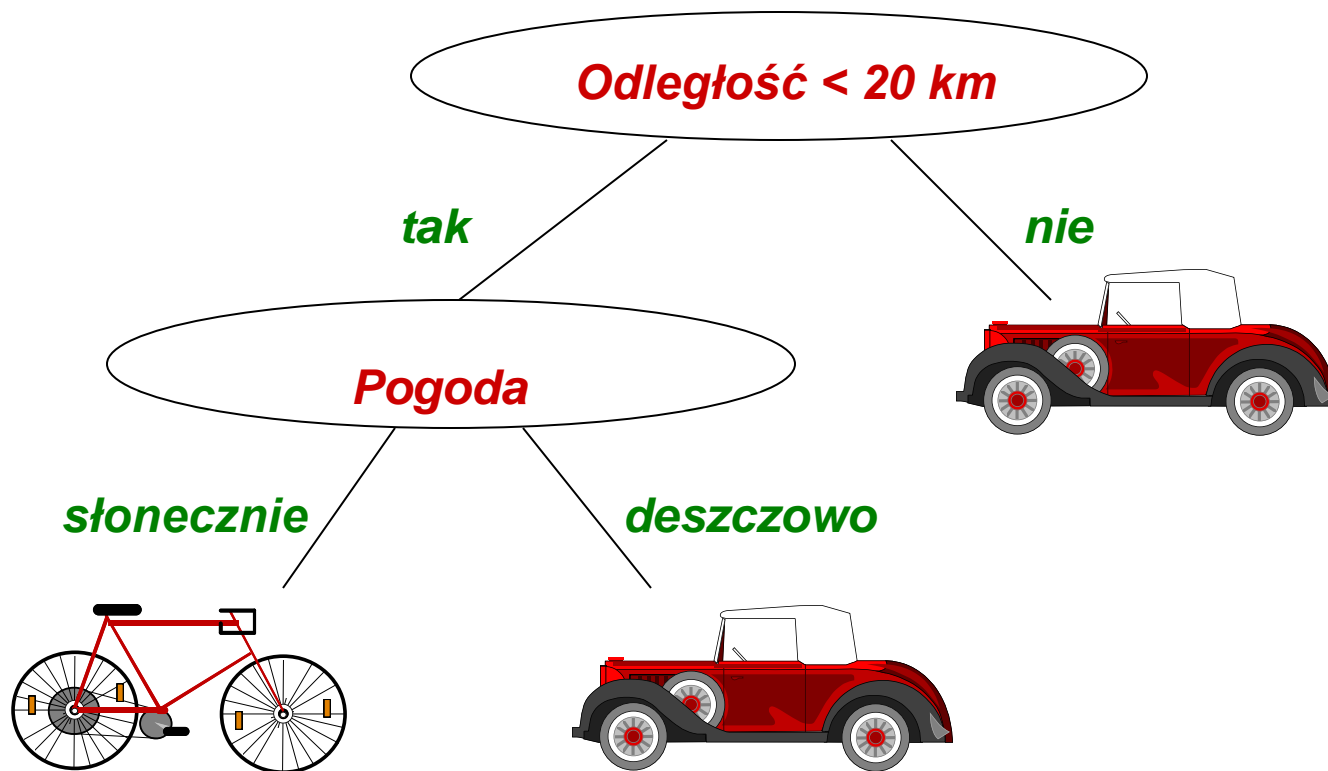 Odległość < 20 km
tak
nie
Pogoda
słonecznie
deszczowo